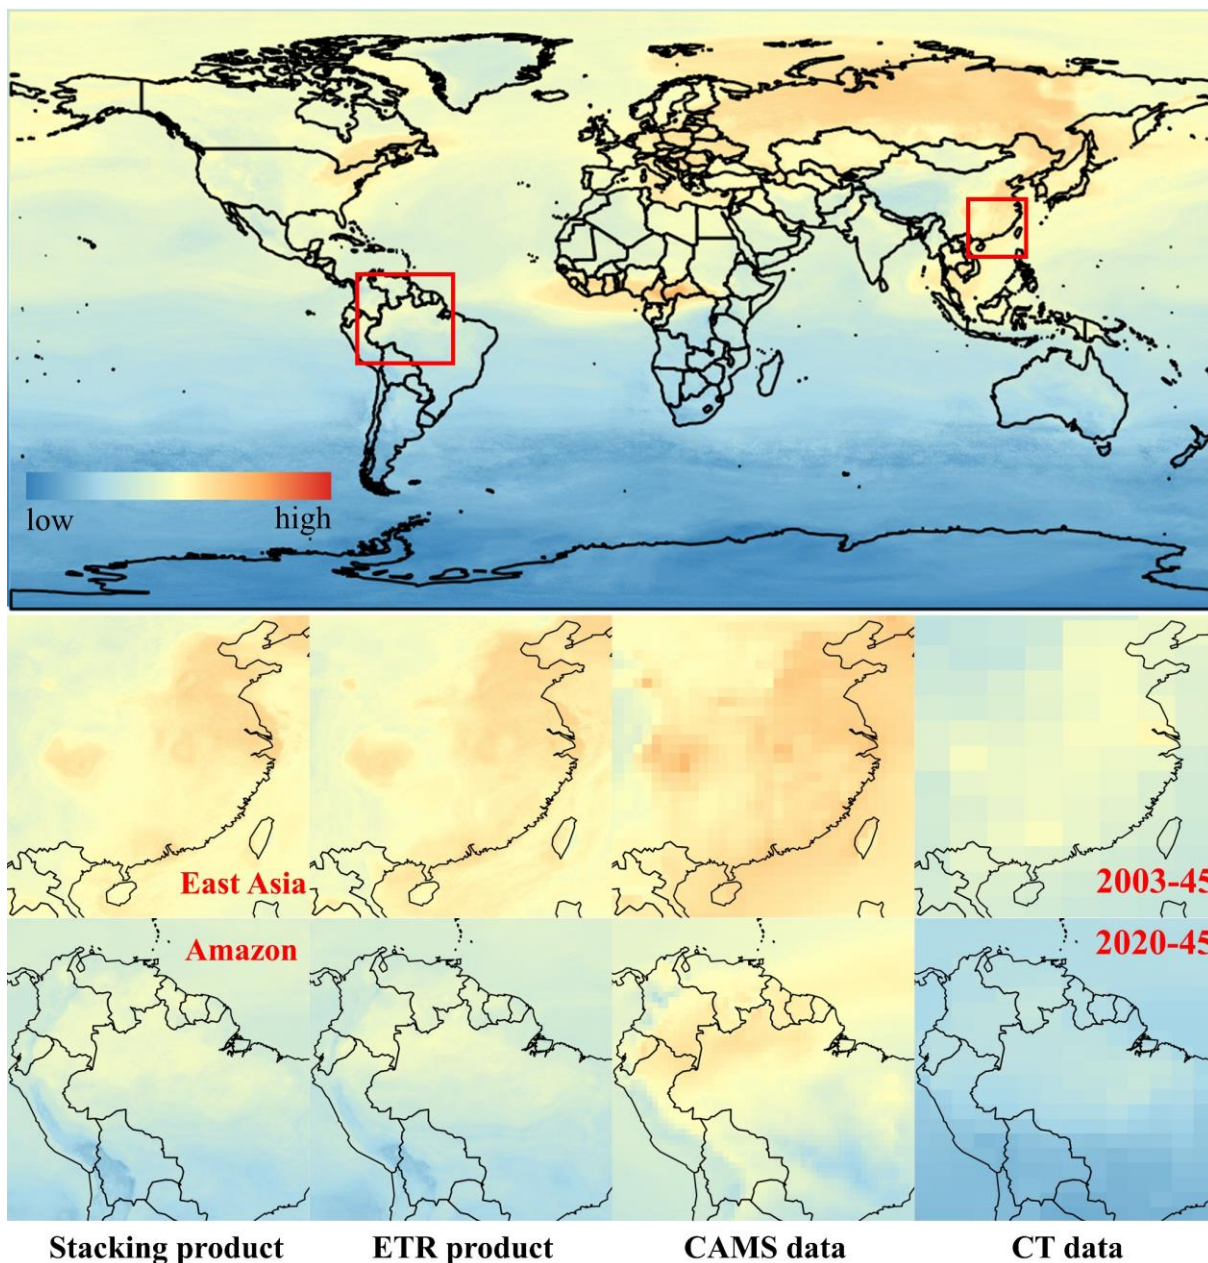 low high
East Asia
2003-45
Amazon
2020-45
Stacking product ETR product CAMS data CT data